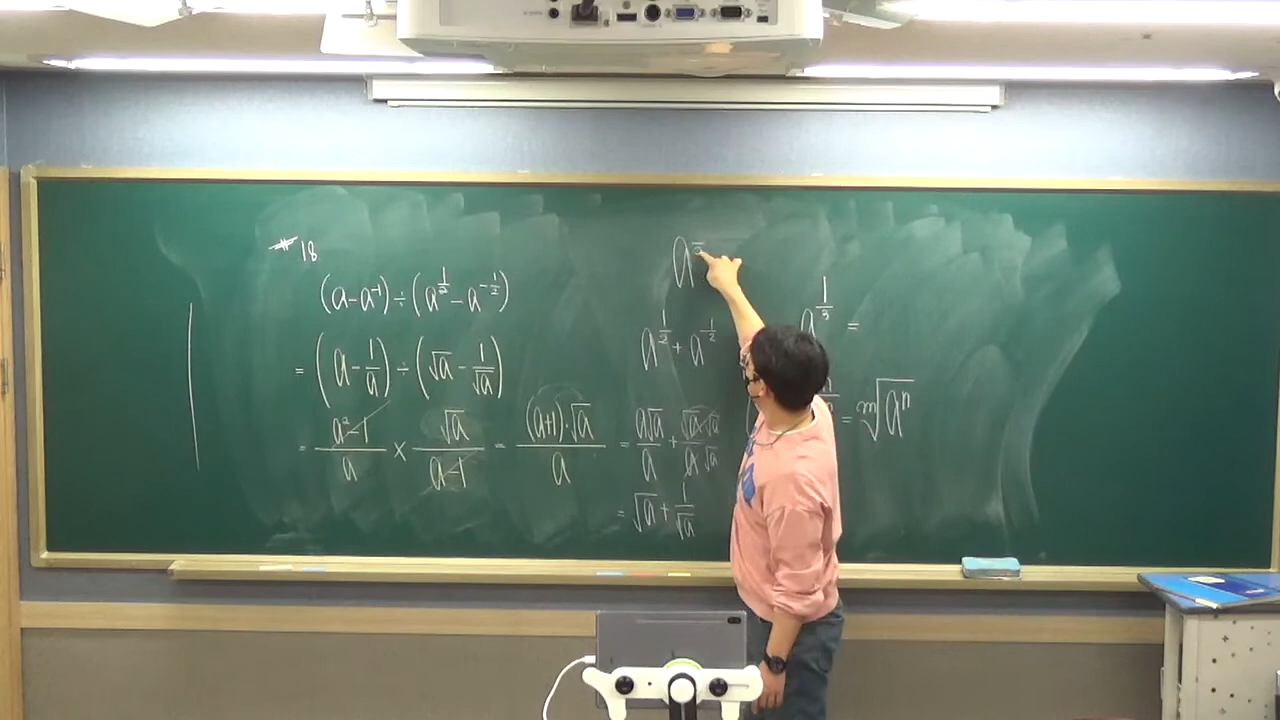 18
(a-a⁻¹)÷(a^{1/2}-a^{-1/2})
= (a-1/a)÷(√a-1/√a)
= (a²-1)/a × √a/(a-1) = (a+1)·√a/a = a√a/a +
= √a+1/√a
a
a^{1/2}+a^{-1/2}
a^{1/3} =
= ᵐ√aⁿ